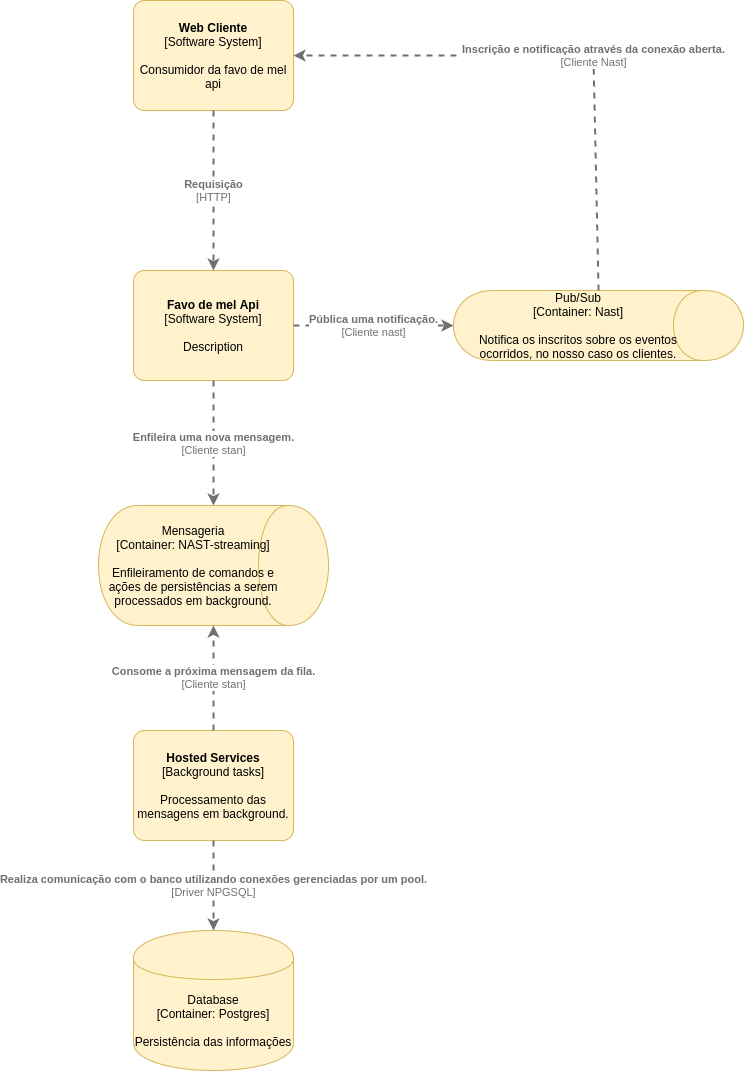 Web Cliente
[Software System]
Consumidor da favo de mel
api
Inscrição e notificação através da conexão aberta.
[Cliente Nast]
Requisição
[HTTP]
Favo de mel Api
[Software System]
Description
Pública uma notificação.
[Cliente nast]
Pub/Sub
[Container: Nast]
Notifica os inscritos sobre os eventos
ocorridos, no nosso caso os clientes.
Enfileira uma nova mensagem.
[Cliente stan]
Mensageria
[Container: NAST-streaming]
Enfileiramento de comandos e
ações de persistências a serem
processados em background.
Consome a próxima mensagem da fila.
[Cliente stan]
Hosted Services
[Background tasks]
Processamento das
mensagens em background.
Realiza comunicação com o banco utilizando conexões gerenciadas por um pool.
[Driver NPGSQL]
Database
[Container: Postgres]
Persistência das informações